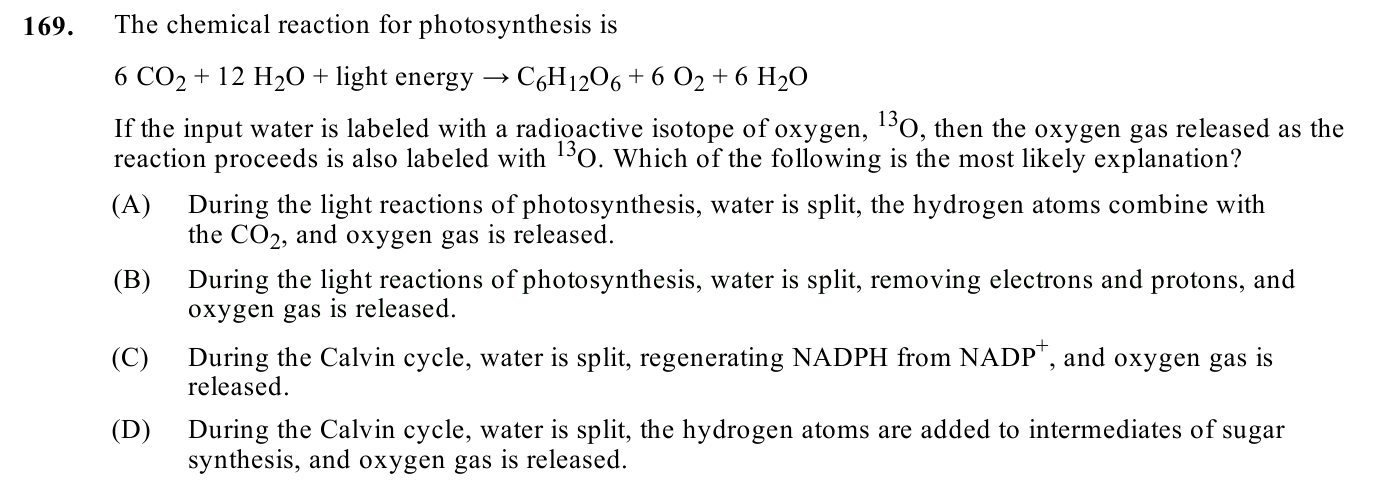 169. The chemical reaction for photosynthesis is
6 CO₂ + 12 H₂O + light energy → C₆H₁₂O₆ + 6 O₂ + 6 H₂O
If the input water is labeled with a radioactive isotope of oxygen, ¹³O, then the oxygen gas released as the
reaction proceeds is also labeled with ¹³O. Which of the following is the most likely explanation?
(A) During the light reactions of photosynthesis, water is split, the hydrogen atoms combine with
the CO₂, and oxygen gas is released.
(B) During the light reactions of photosynthesis, water is split, removing electrons and protons, and
oxygen gas is released.
(C) During the Calvin cycle, water is split, regenerating NADPH from NADP⁺, and oxygen gas is
released.
(D) During the Calvin cycle, water is split, the hydrogen atoms are added to intermediates of sugar
synthesis, and oxygen gas is released.